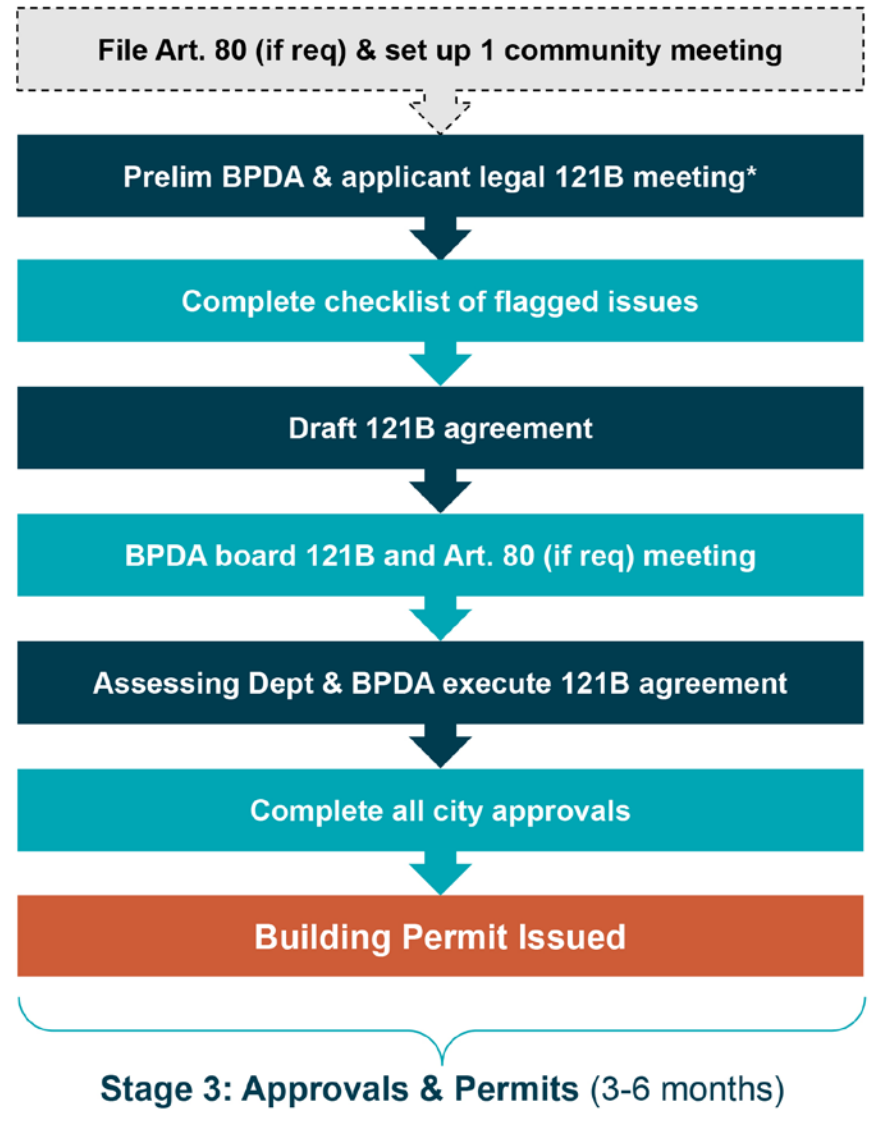 File Art. 80 (if req) & set up 1 community meeting
Prelim BPDA & applicant legal 121B meeting*
Complete checklist of flagged issues
Draft 121B agreement
BPDA board 121B and Art. 80 (if req) meeting
Assessing Dept & BPDA execute 121B agreement
Complete all city approvals
Building Permit Issued
Stage 3: Approvals & Permits (3-6 months)